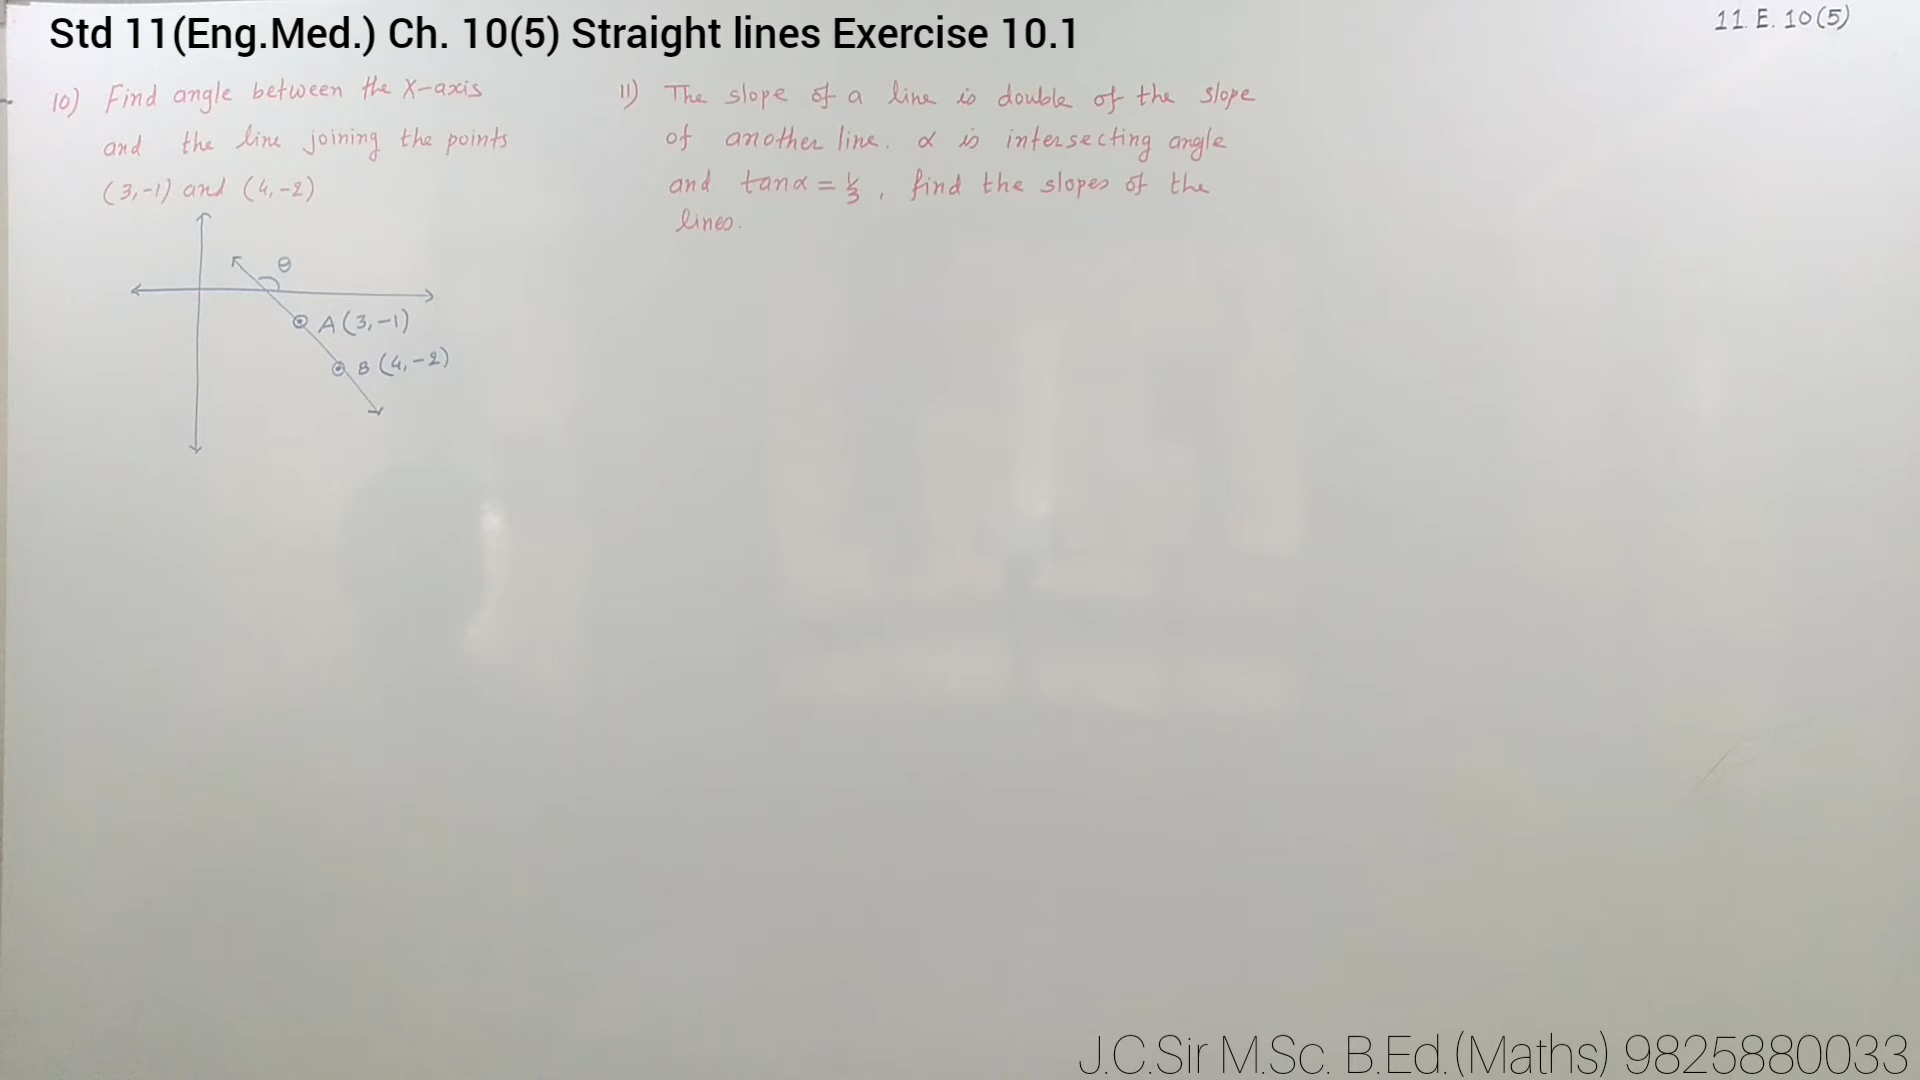 Std 11(Eng.Med.) Ch. 10(5) Straight lines Exercise 10.1
11. E. 10(5)
10) Find angle between the X-axis
and the line joining the points
(3,-1) and (4,-2)
θ
A(3,-1)
B(4,-2)
11) The slope of a line is double of the slope
of another line. α is intersecting angle
and tanα = 1/3, find the slopes of the
lines.
J.C.Sir M.Sc. B.Ed.(Maths) 9825880033